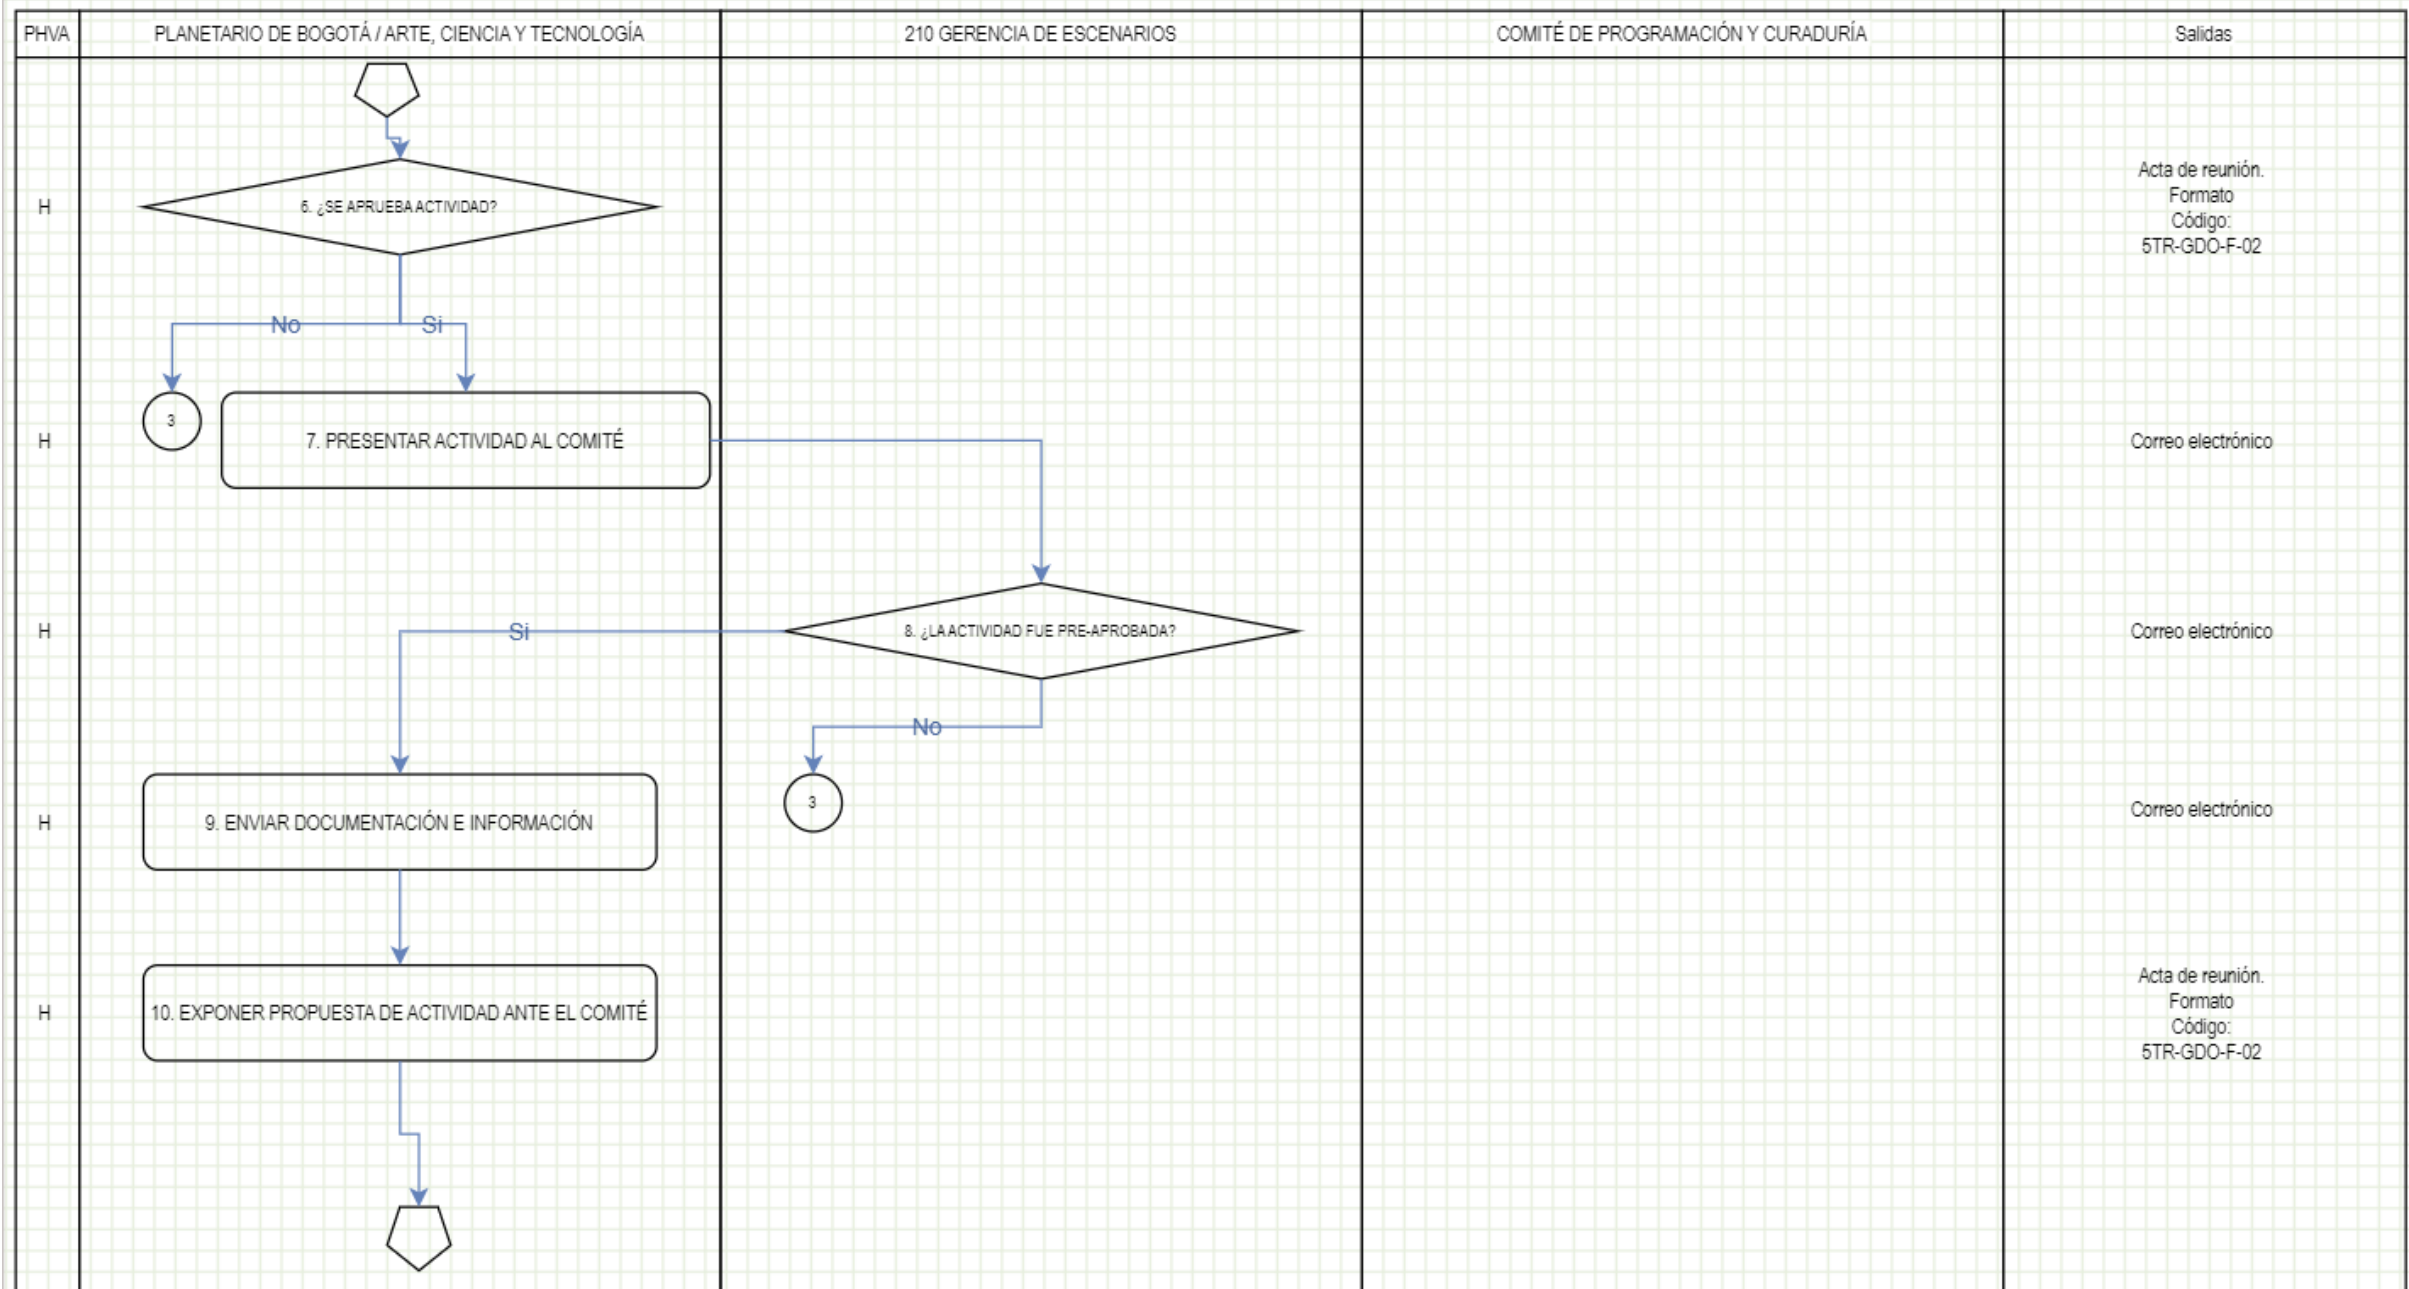 PHVA
PLANETARIO DE BOGOTÁ / ARTE, CIENCIA Y TECNOLOGÍA
210 GERENCIA DE ESCENARIOS
COMITÉ DE PROGRAMACIÓN Y CURADURÍA
Salidas
H
6. ¿SE APRUEBA ACTIVIDAD?
Acta de reunión.
Formato
Código:
5TR-GDO-F-02
No
Si
H
3
7. PRESENTAR ACTIVIDAD AL COMITÉ
Correo electrónico
H
Si
8. ¿LA ACTIVIDAD FUE PRE-APROBADA?
Correo electrónico
No
H
9. ENVIAR DOCUMENTACIÓN E INFORMACIÓN
3
Correo electrónico
H
10. EXPONER PROPUESTA DE ACTIVIDAD ANTE EL COMITÉ
Acta de reunión.
Formato
Código:
5TR-GDO-F-02